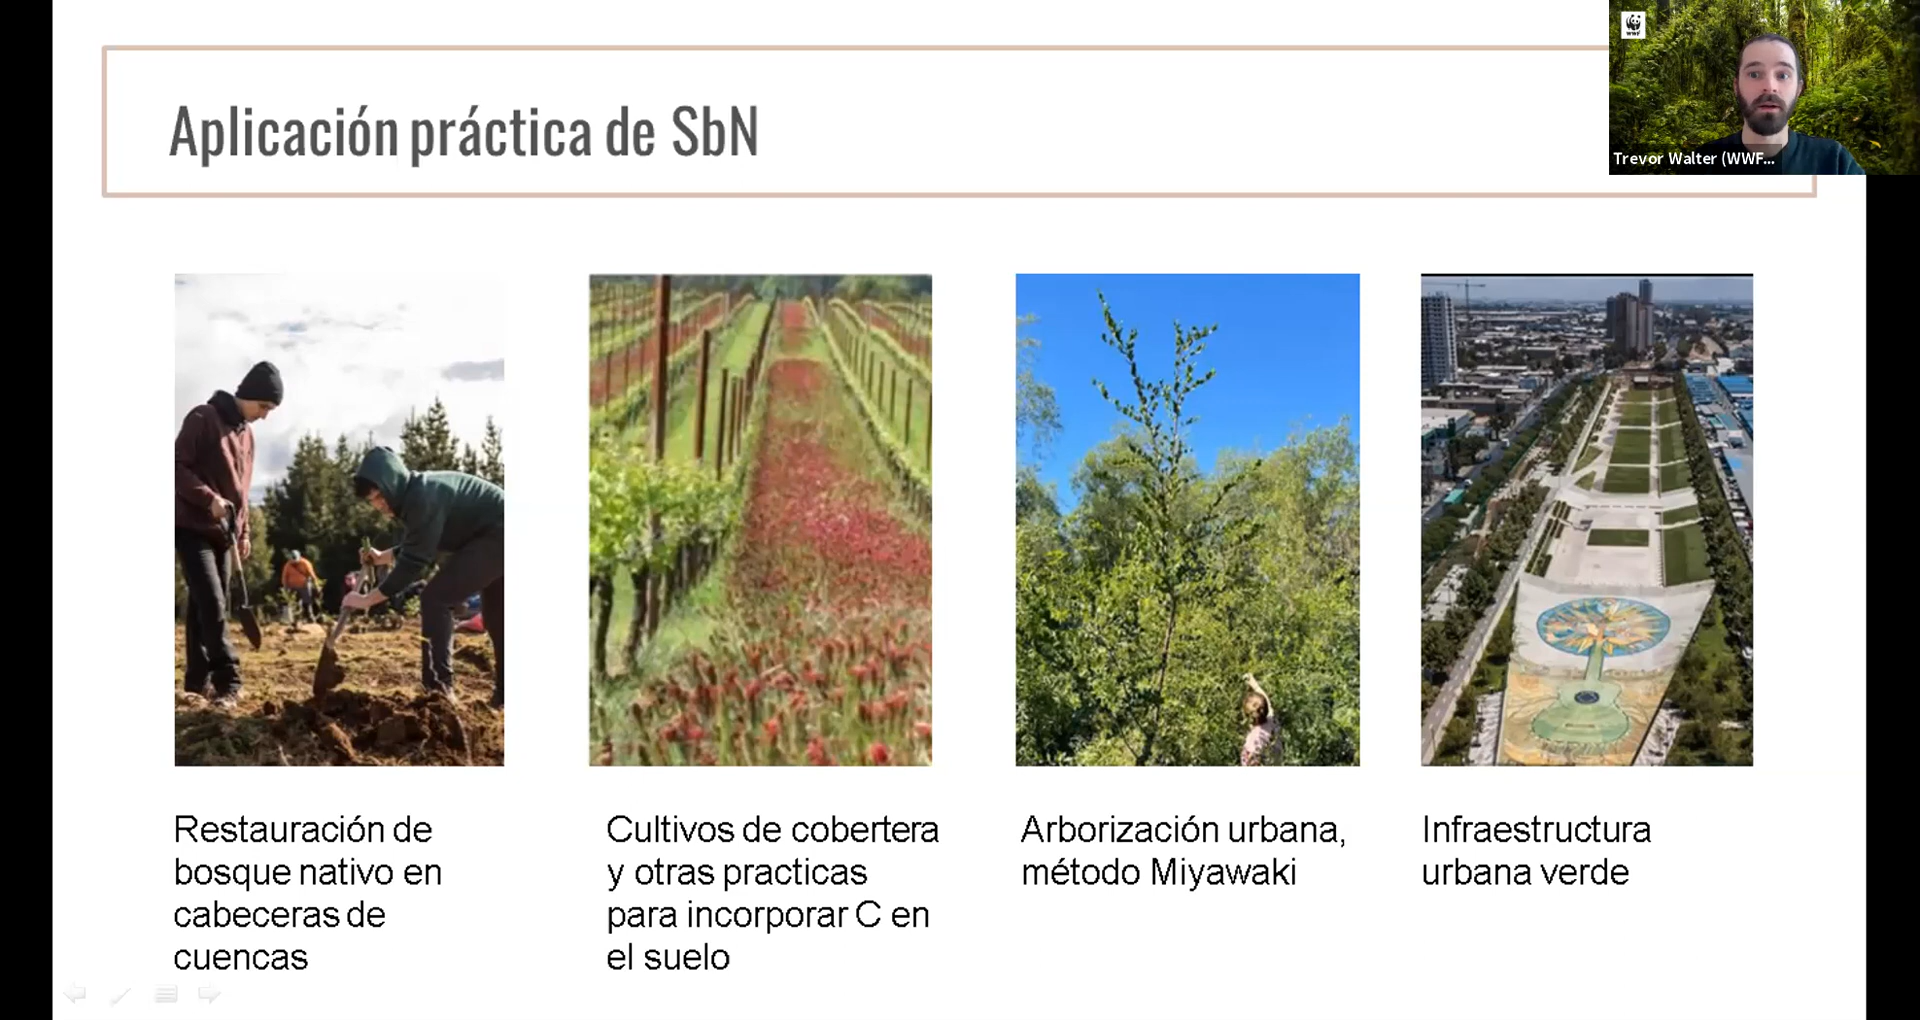 Aplicación práctica de SbN
WWF
Trevor Walter (WWF...
Restauración de
bosque nativo en
cabeceras de
cuencas
Cultivos de cobertera
y otras practicas
para incorporar C en
el suelo
Arborización urbana,
método Miyawaki
Infraestructura
urbana verde